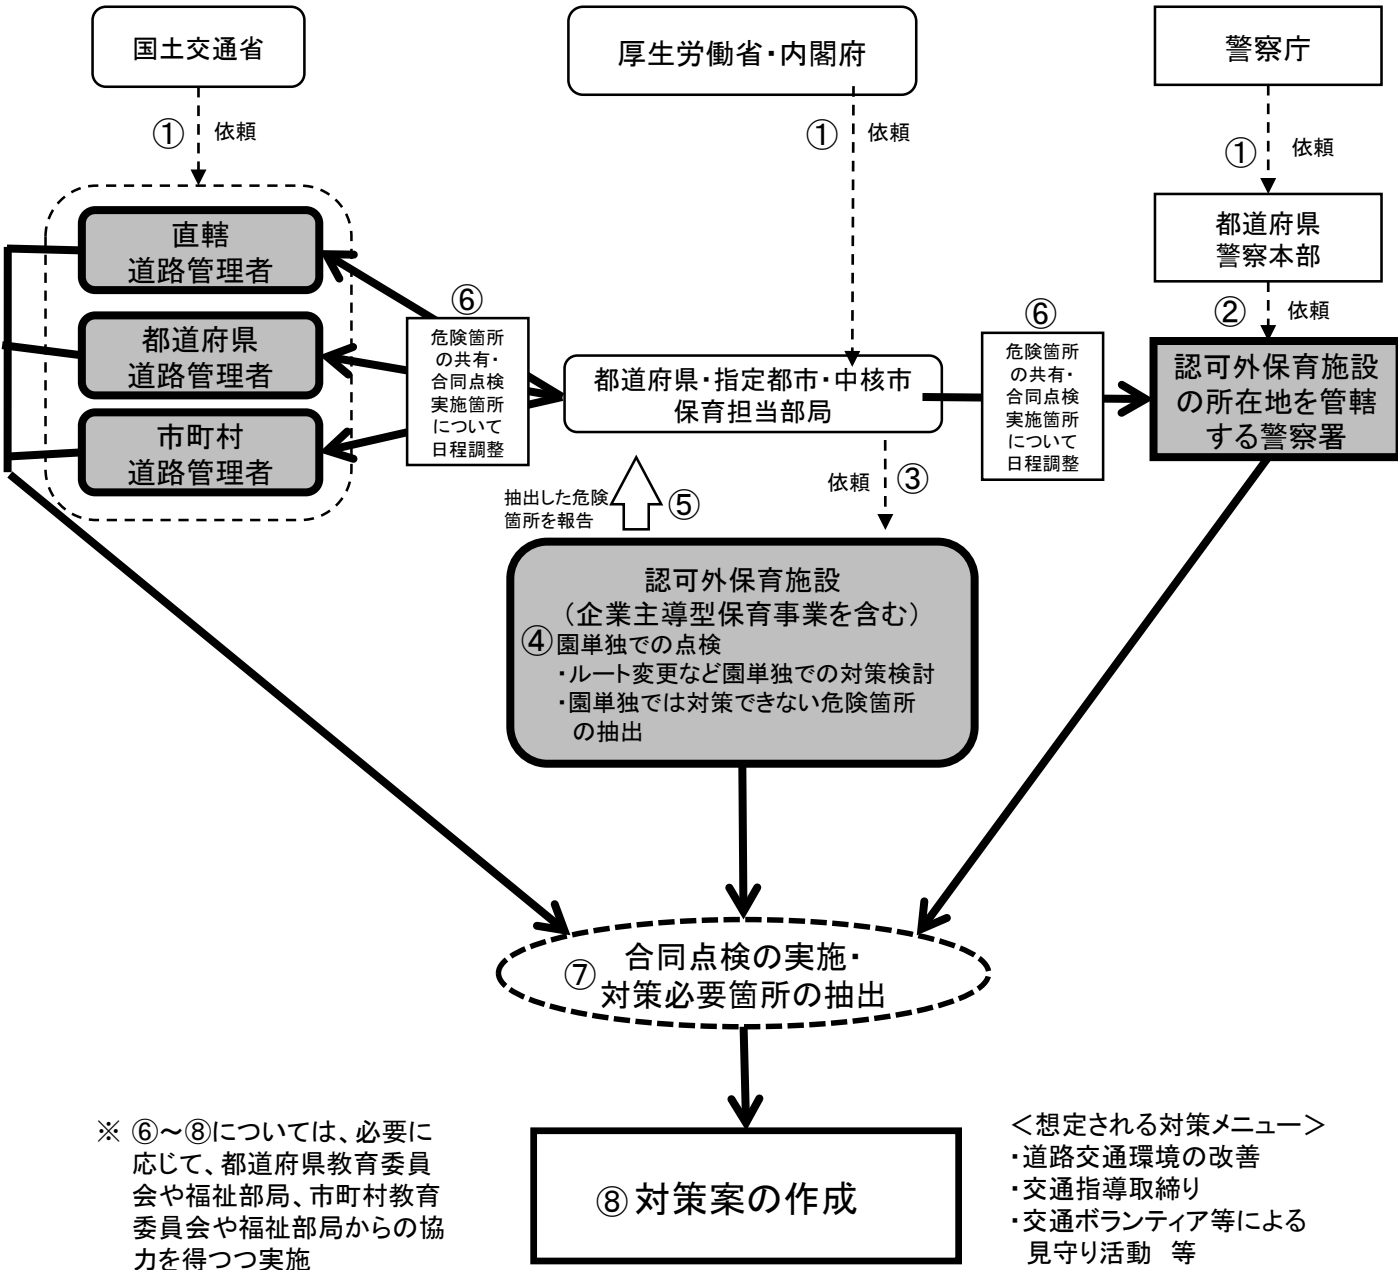 国土交通省
厚生労働省・内閣府
警察庁
① 依頼
① 依頼
① 依頼
直轄
道路管理者
都道府県
道路管理者
市町村
道路管理者
都道府県
警察本部
② 依頼
⑥
危険箇所
の共有・
合同点検
実施箇所
について
日程調整
都道府県・指定都市・中核市
保育担当部局
⑥
危険箇所
の共有・
合同点検
実施箇所
について
日程調整
認可外保育施設
の所在地を管轄
する警察署
依頼 ③
抽出した危険
箇所を報告
⑤
認可外保育施設
(企業主導型保育事業を含む)
④園単独での点検
・ルート変更など園単独での対策検討
・園単独では対策できない危険箇所
の抽出
⑦ 合同点検の実施・
対策必要箇所の抽出
※ ⑥～⑧については、必要に
応じて、都道府県教育委員
会や福祉部局、市町村教育
委員会や福祉部局からの協
力を得つつ実施
⑧対策案の作成
＜想定される対策メニュー＞
・道路交通環境の改善
・交通指導取締り
・交通ボランティア等による
見守り活動 等